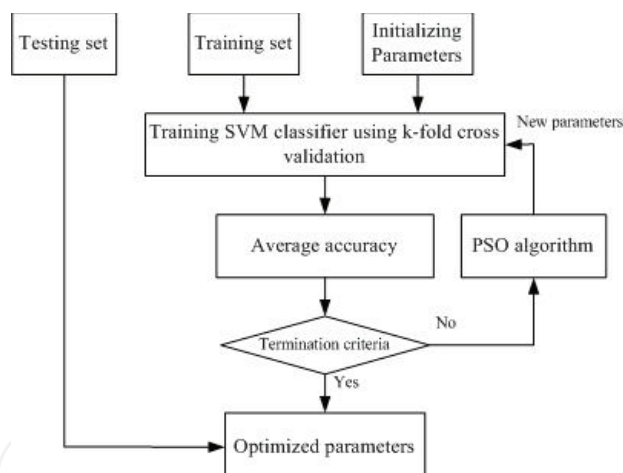 Testing set
Training set
Initializing
Parameters
New parameters
Training SVM classifier using k-fold cross
validation
Average accuracy
PSO algorithm
No
Termination criteria
Yes
Optimized parameters